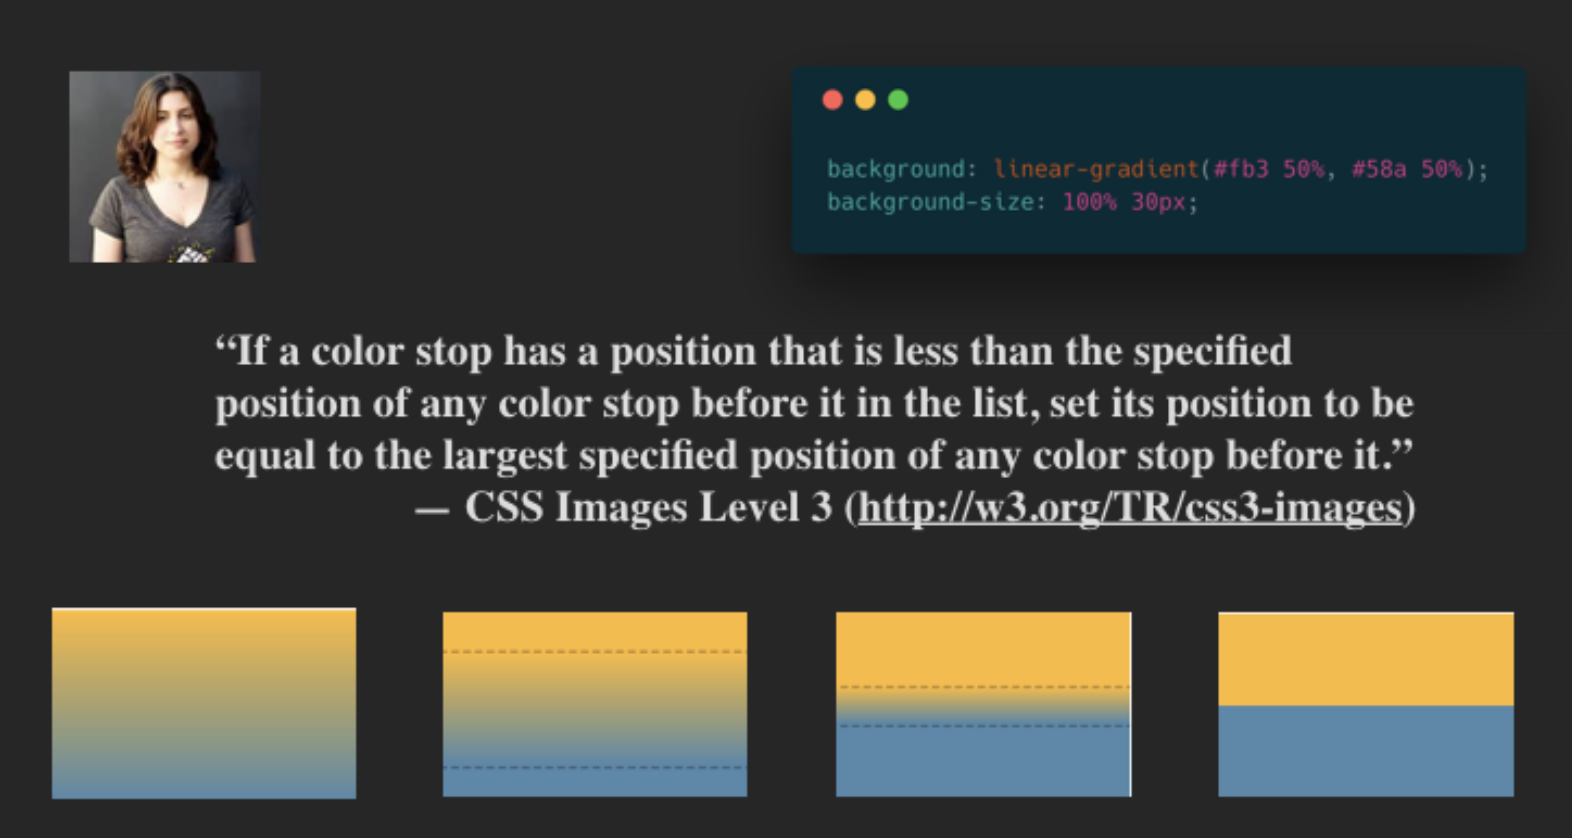 background: linear-gradient(#fb3 50%, #58a 50%);
background-size: 100% 30px;
“If a color stop has a position that is less than the specified
position of any color stop before it in the list, set its position to be
equal to the largest specified position of any color stop before it.”
— CSS Images Level 3 (http://w3.org/TR/css3-images)